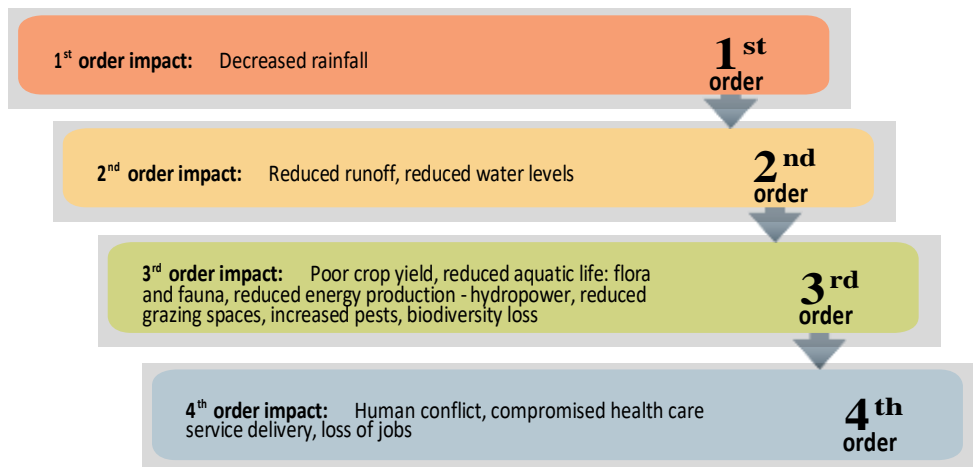 1st order impact: Decreased rainfall
1st
order
2nd order impact: Reduced runoff, reduced water levels
2nd
order
3rd order impact: Poor crop yield, reduced aquatic life: flora
and fauna, reduced energy production - hydropower, reduced
grazing spaces, increased pests, biodiversity loss
3rd
order
4th order impact: Human conflict, compromised health care
service delivery, loss of jobs
4th
order